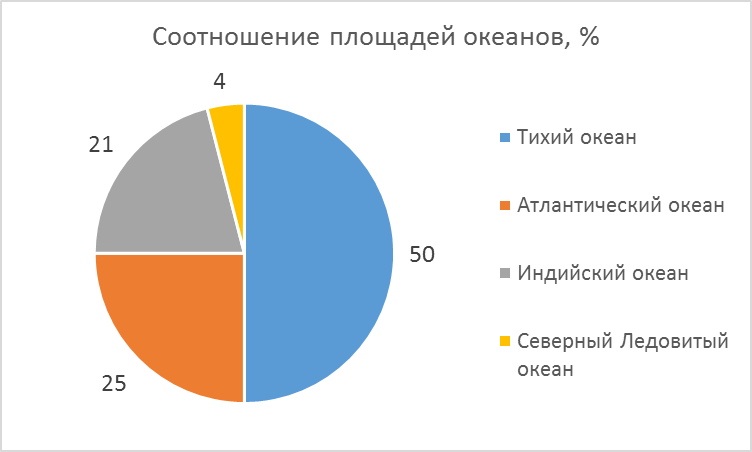 Соотношение площадей океанов, %
4
21
50
25
Тихий океан
Атлантический океан
Индийский океан
Северный Ледовитый
океан